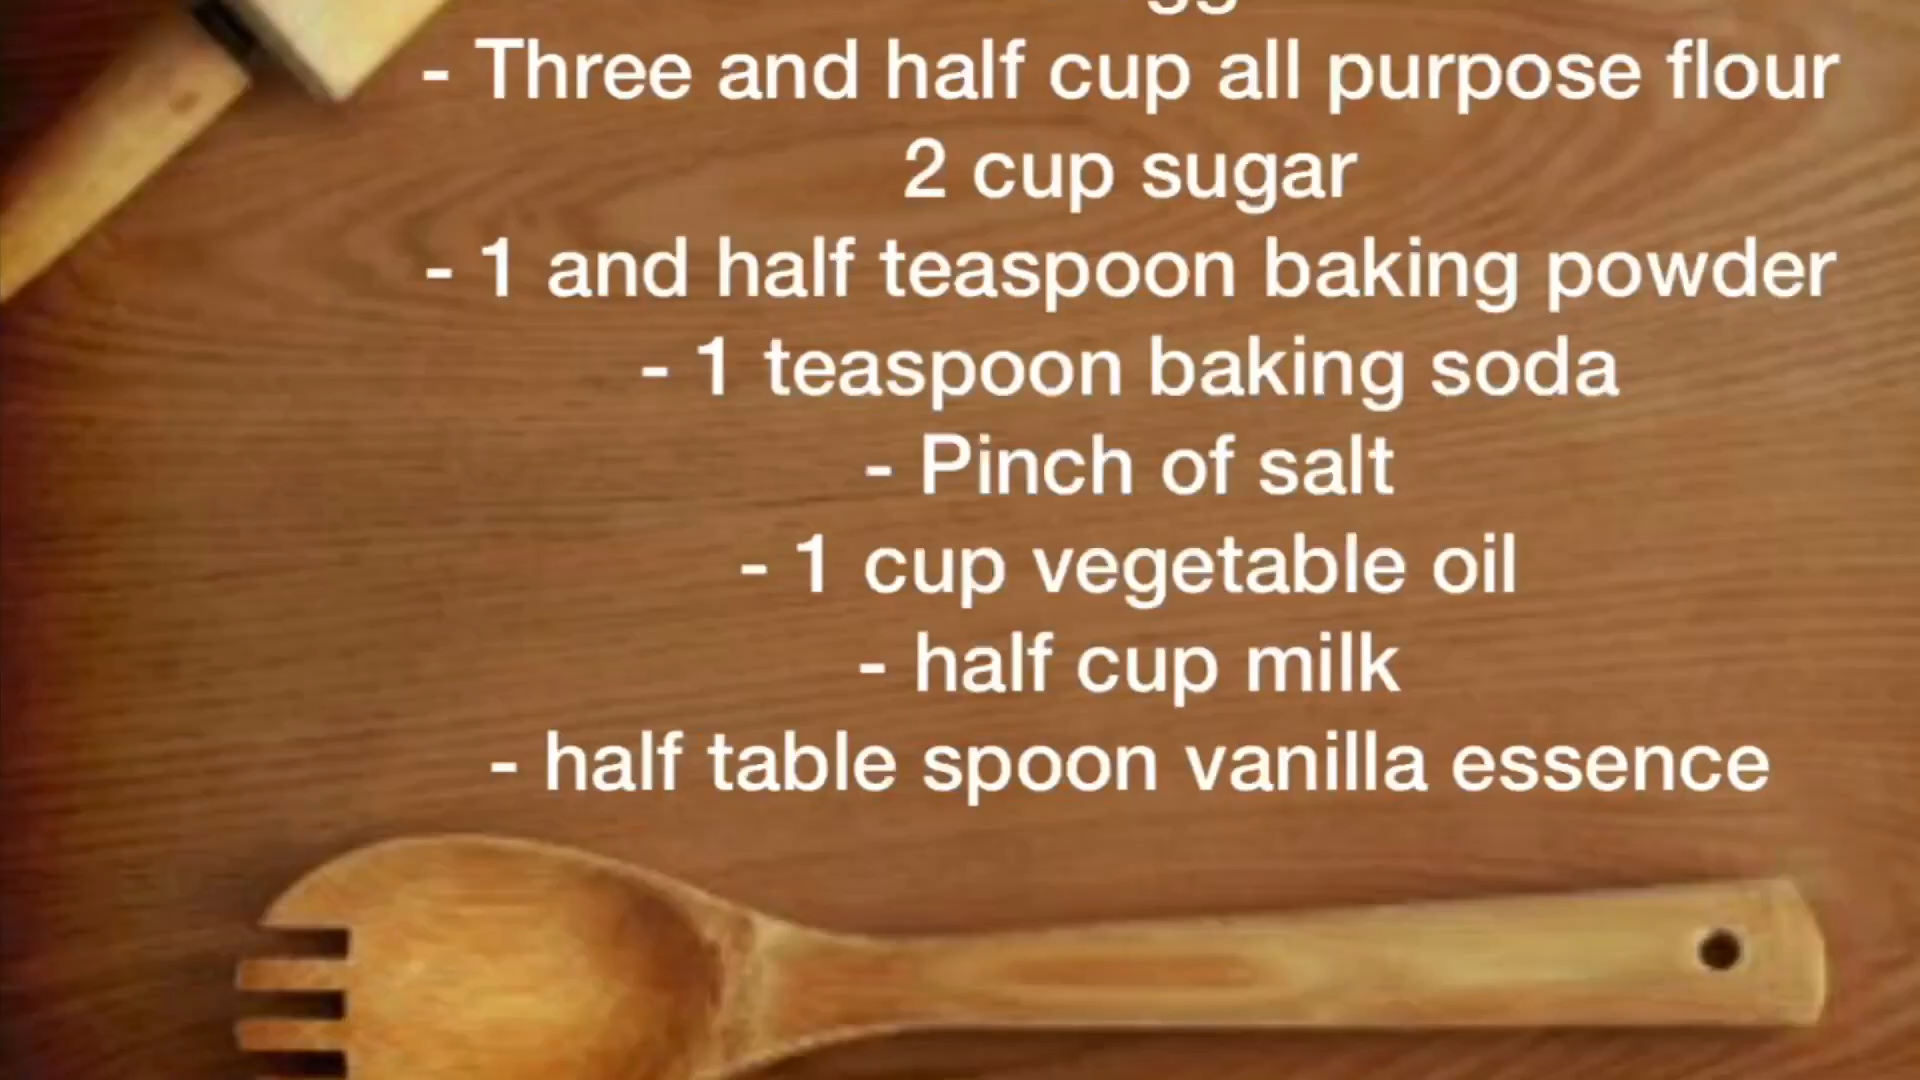 - Three and half cup all purpose flour
2 cup sugar
- 1 and half teaspoon baking powder
- 1 teaspoon baking soda
- Pinch of salt
- 1 cup vegetable oil
- half cup milk
- half table spoon vanilla essence